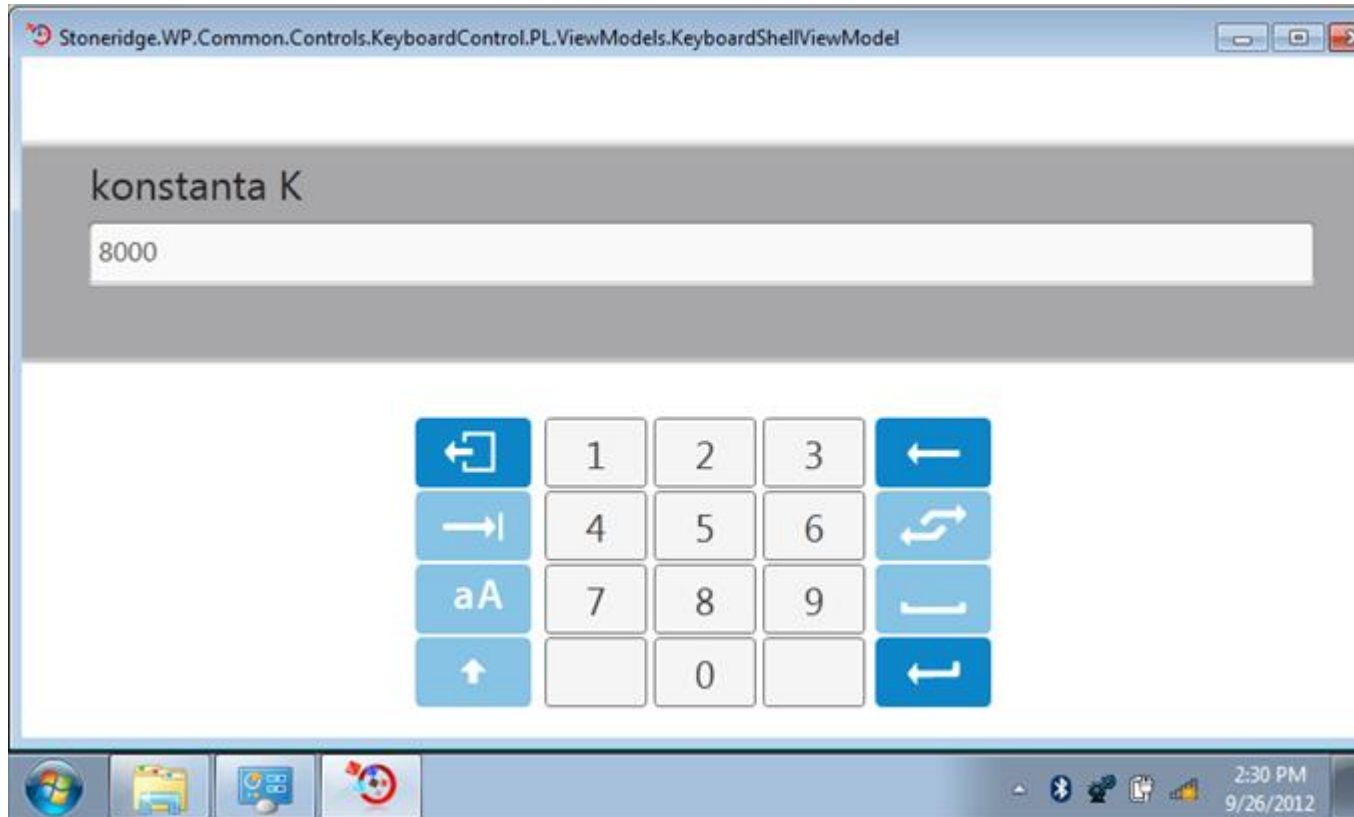 Stoneridge.WP.Common.Controls.KeyboardControl.PL.ViewModels.KeyboardShellViewModel
konstanta K
8000
1 2 3
4 5 6
aA 7 8 9
0
2:30 PM
9/26/2012